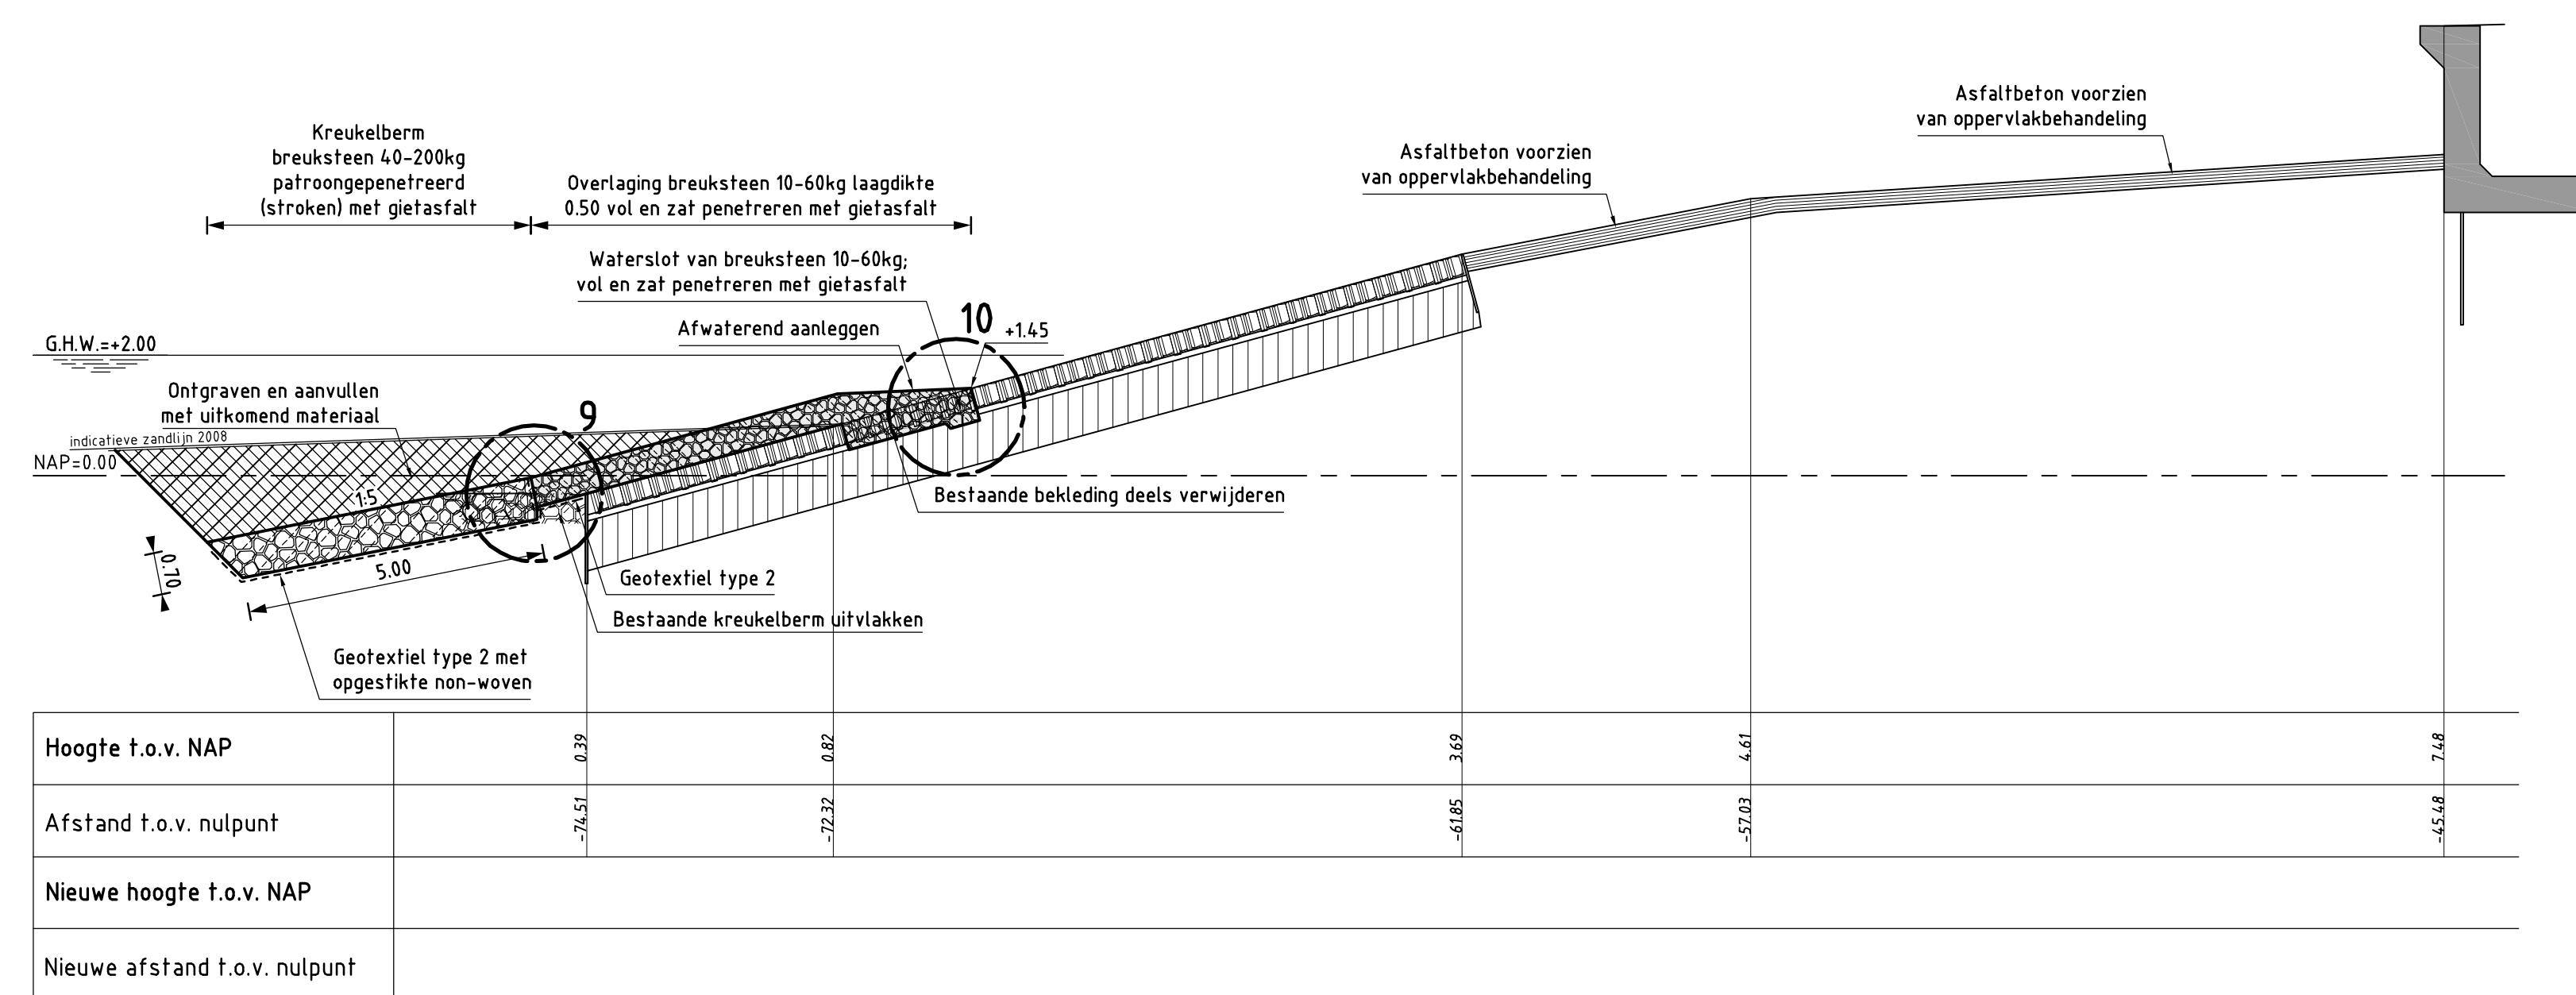 Asfaltbeton voorzien
van oppervlakbehandeling
Asfaltbeton voorzien
van oppervlakbehandeling
Kreukelberm
breuksteen 40-200kg
patroongepenetreerd
(stroken) met gietasfalt
Overlaging breuksteen 10-60kg laagdikte
0.50 vol en zat penetreren met gietasfalt
Waterslot van breuksteen 10-60kg;
vol en zat penetreren met gietasfalt
Afwaterend aanleggen
10
+1.45
G.H.W.=+2.00
Ontgraven en aanvullen
met uitkomend materiaal
9
indicatieve zandlijn 2008
NAP=0.00
1:5
Bestaande bekleding deels verwijderen
0.70
5.00
Geotextiel type 2
Bestaande kreukelberm uitvlakken
Geotextiel type 2 met
opgestikte non-woven
Hoogte t.o.v. NAP
0.39
0.82
3.69
4.61
7.48
Afstand t.o.v. nulpunt
-74.51
-72.32
-61.85
-57.03
-45.48
Nieuwe hoogte t.o.v. NAP
Nieuwe afstand t.o.v. nulpunt